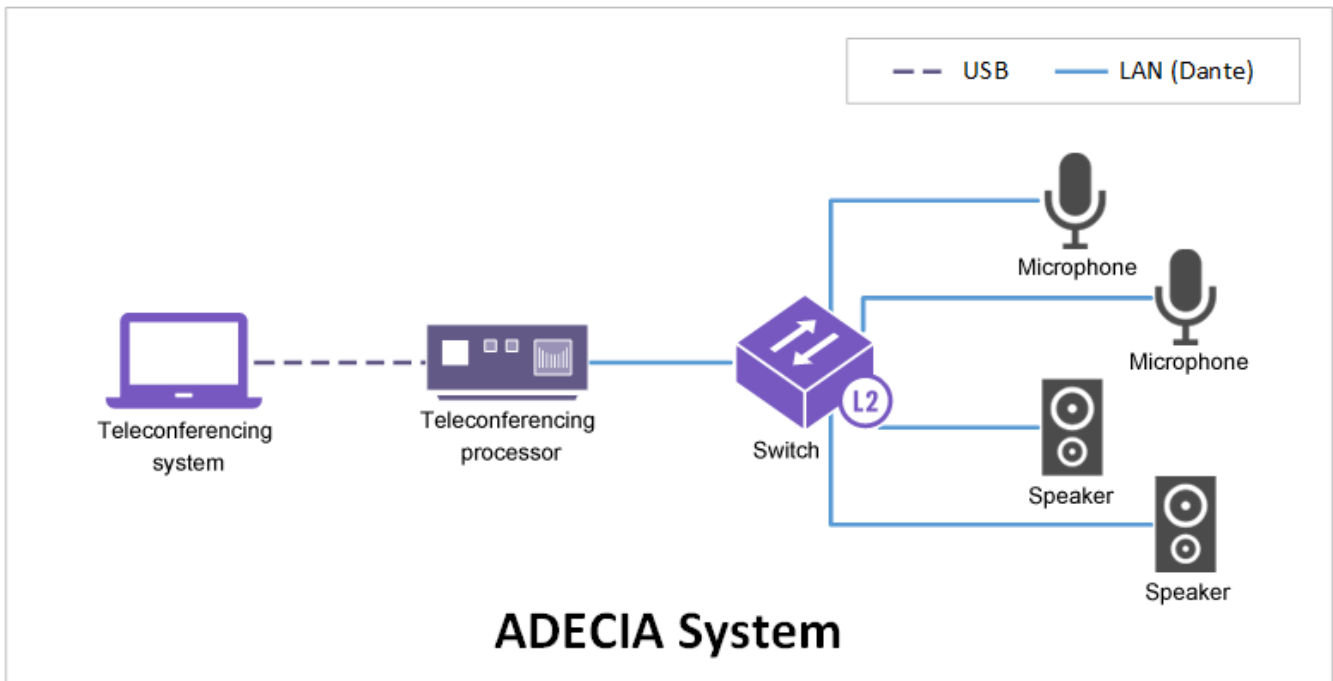 USB
LAN (Dante)
Microphone
Microphone
Teleconferencing
system
Teleconferencing
processor
L2
Switch
Speaker
Speaker
ADECIA System